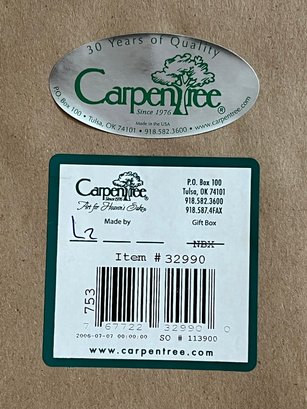 30 Years of Quality
CarpenTree®
Since 1976
Made in the USA
P.O. Box 100 • Tulsa, OK 74101 • 918.582.3600 • www.carpentree.com
CarpenTree®
Since 1976
Art for Heaven's Sake
P.O. Box 100
Tulsa, OK 74101
918.582.3600
918.587.4FAX
Made by
Gift Box
NBX
Item # 32990
753
7 67722 32990 0
2006-07-07 00:00:00 SO # 113900
www.carpentree.com